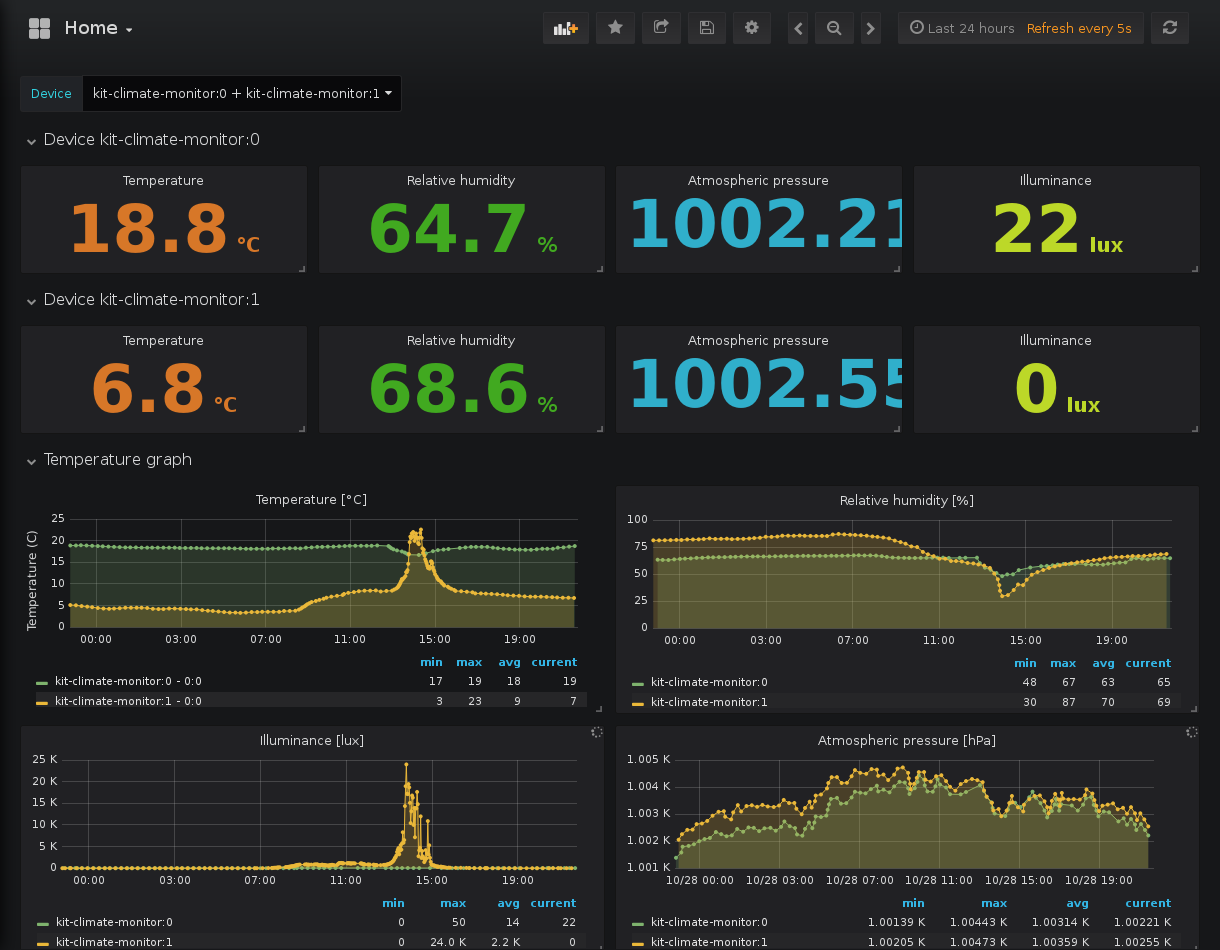 Home
Last 24 hours Refresh every 5s
Device kit-climate-monitor:0 + kit-climate-monitor:1
Device kit-climate-monitor:0
Temperature Relative humidity Atmospheric pressure Illuminance
18.8 °C 64.7 % 1002.21 22 lux
Device kit-climate-monitor:1
Temperature Relative humidity Atmospheric pressure Illuminance
6.8 °C 68.6 % 1002.55 0 lux
Temperature graph
Temperature [°C]
Temperature (C)
25
20
15
10
5
0
00:00 03:00 07:00 11:00 15:00 19:00
min max avg current
kit-climate-monitor:0 - 0:0 17 19 18 19
kit-climate-monitor:1 - 0:0 3 23 9 7
Relative humidity [%]
100
75
50
25
0
00:00 03:00 07:00 11:00 15:00 19:00
min max avg current
kit-climate-monitor:0 48 67 63 65
kit-climate-monitor:1 30 87 70 69
Illuminance [lux]
25 K
20 K
15 K
10 K
5 K
0
00:00 03:00 07:00 11:00 15:00 19:00
min max avg current
kit-climate-monitor:0 0 50 14 22
kit-climate-monitor:1 0 24.0 K 2.2 K 0
Atmospheric pressure [hPa]
1.005 K
1.004 K
1.003 K
1.002 K
1.001 K
10/28 00:00 10/28 03:00 10/28 07:00 10/28 11:00 10/28 15:00 10/28 19:00
min max avg current
kit-climate-monitor:0 1.00139 K 1.00443 K 1.00314 K 1.00221 K
kit-climate-monitor:1 1.00205 K 1.00473 K 1.00359 K 1.00255 K